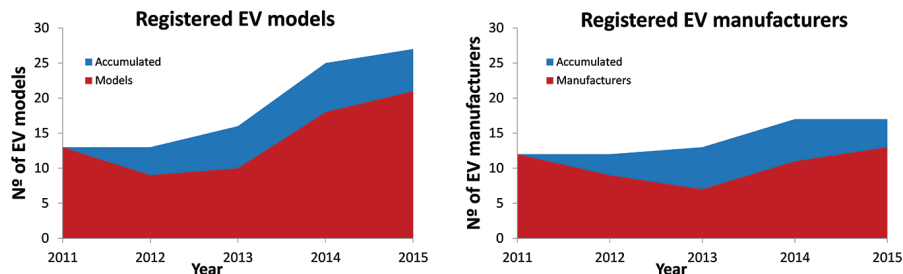 Registered EV models
Nº of EV models
30
25
20
15
10
5
0
Accumulated
Models
2011
2012
2013
2014
2015
Year
Registered EV manufacturers
Nº of EV manufacturers
30
25
20
15
10
5
0
Accumulated
Manufacturers
2011
2012
2013
2014
2015
Year